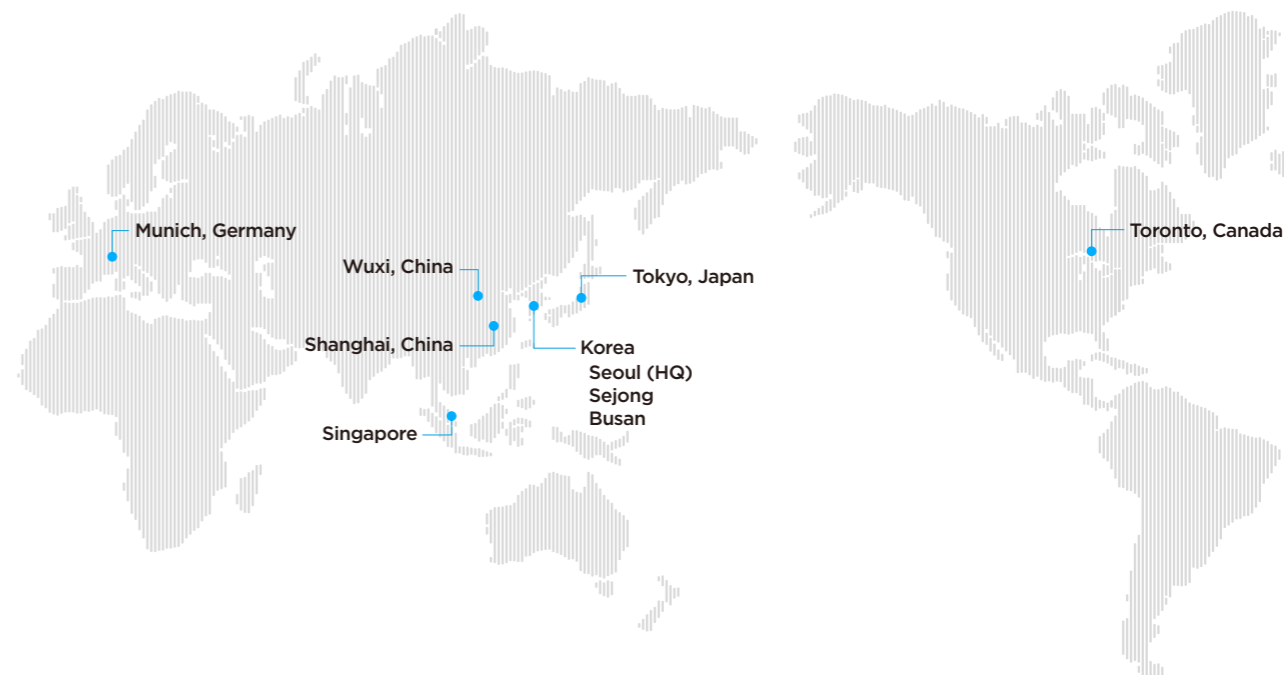 Munich, Germany
Toronto, Canada
Wuxi, China
Tokyo, Japan
Shanghai, China
Korea
Seoul (HQ)
Sejong
Busan
Singapore